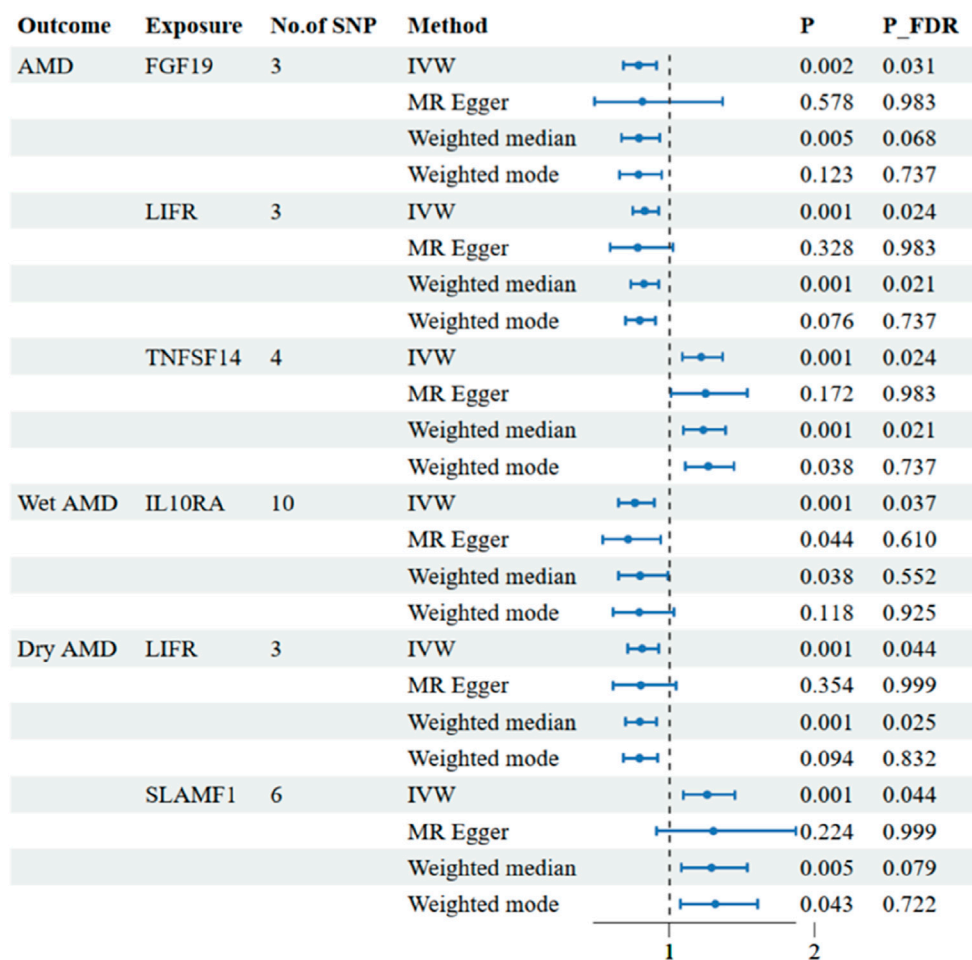 Outcome Exposure No.of SNP Method P P_FDR
AMD FGF19 3 IVW 0.002 0.031
MR Egger 0.578 0.983
Weighted median 0.005 0.068
Weighted mode 0.123 0.737
LIFR 3 IVW 0.001 0.024
MR Egger 0.328 0.983
Weighted median 0.001 0.021
Weighted mode 0.076 0.737
TNFSF14 4 IVW 0.001 0.024
MR Egger 0.172 0.983
Weighted median 0.001 0.021
Weighted mode 0.038 0.737
Wet AMD IL10RA 10 IVW 0.001 0.037
MR Egger 0.044 0.610
Weighted median 0.038 0.552
Weighted mode 0.118 0.925
Dry AMD LIFR 3 IVW 0.001 0.044
MR Egger 0.354 0.999
Weighted median 0.001 0.025
Weighted mode 0.094 0.832
SLAMF1 6 IVW 0.001 0.044
MR Egger 0.224 0.999
Weighted median 0.005 0.079
Weighted mode 0.043 0.722
1 2